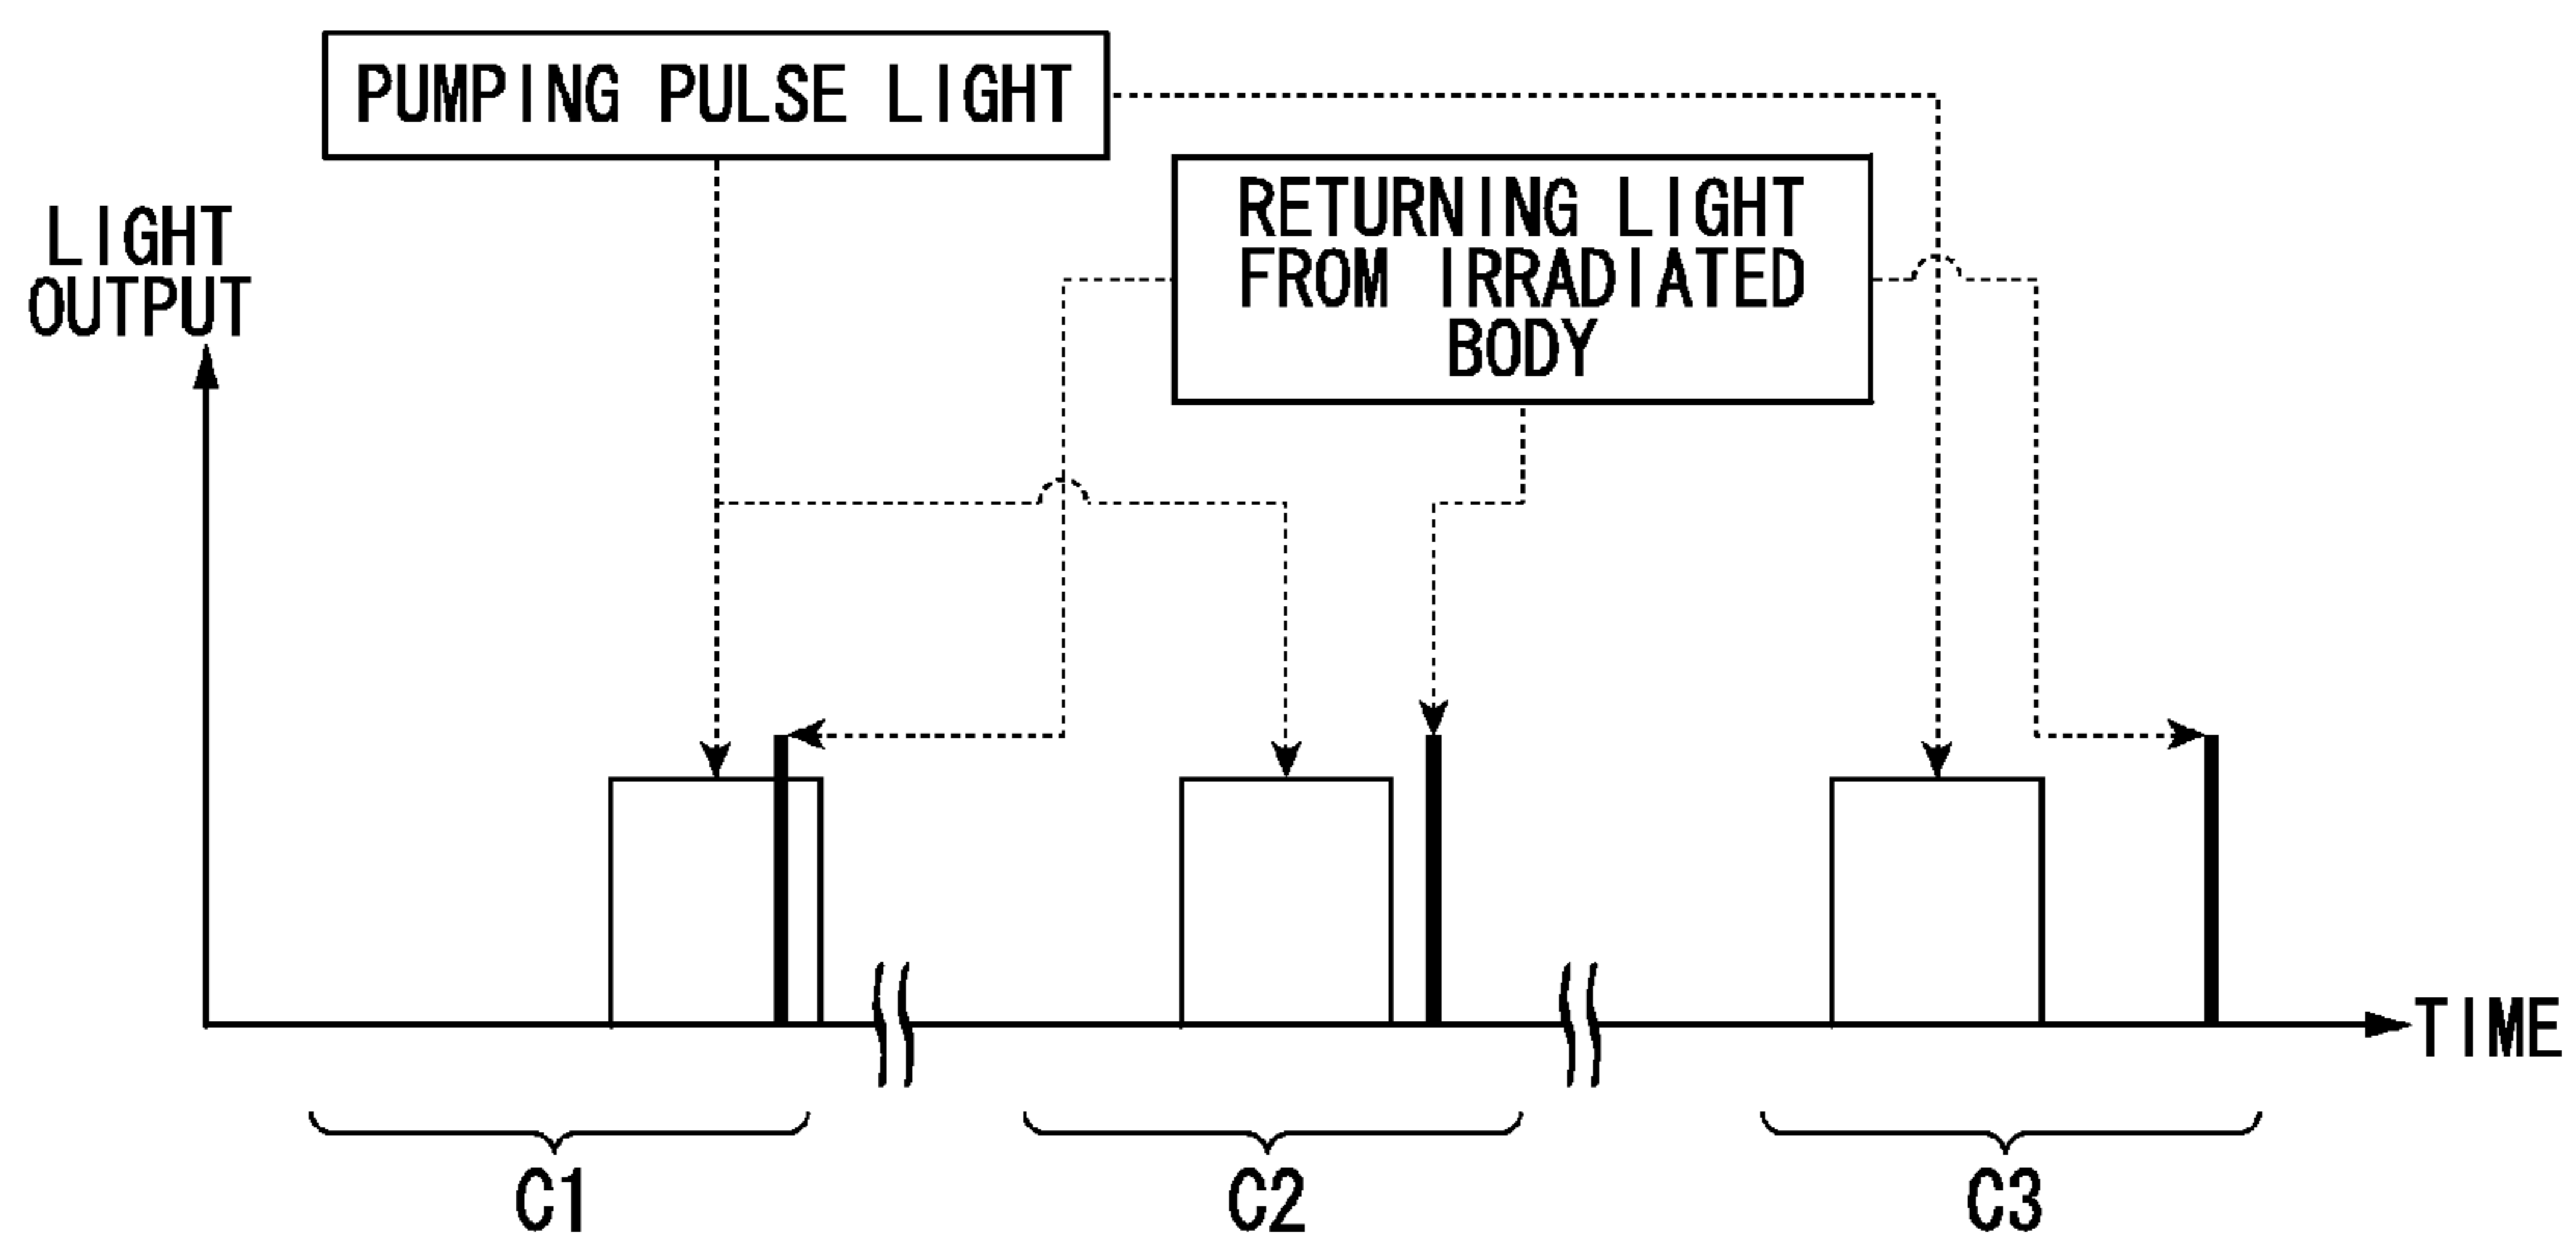 PUMPING PULSE LIGHT
RETURNING LIGHT
FROM IRRADIATED
BODY
LIGHT
OUTPUT
TIME
C1
C2
C3